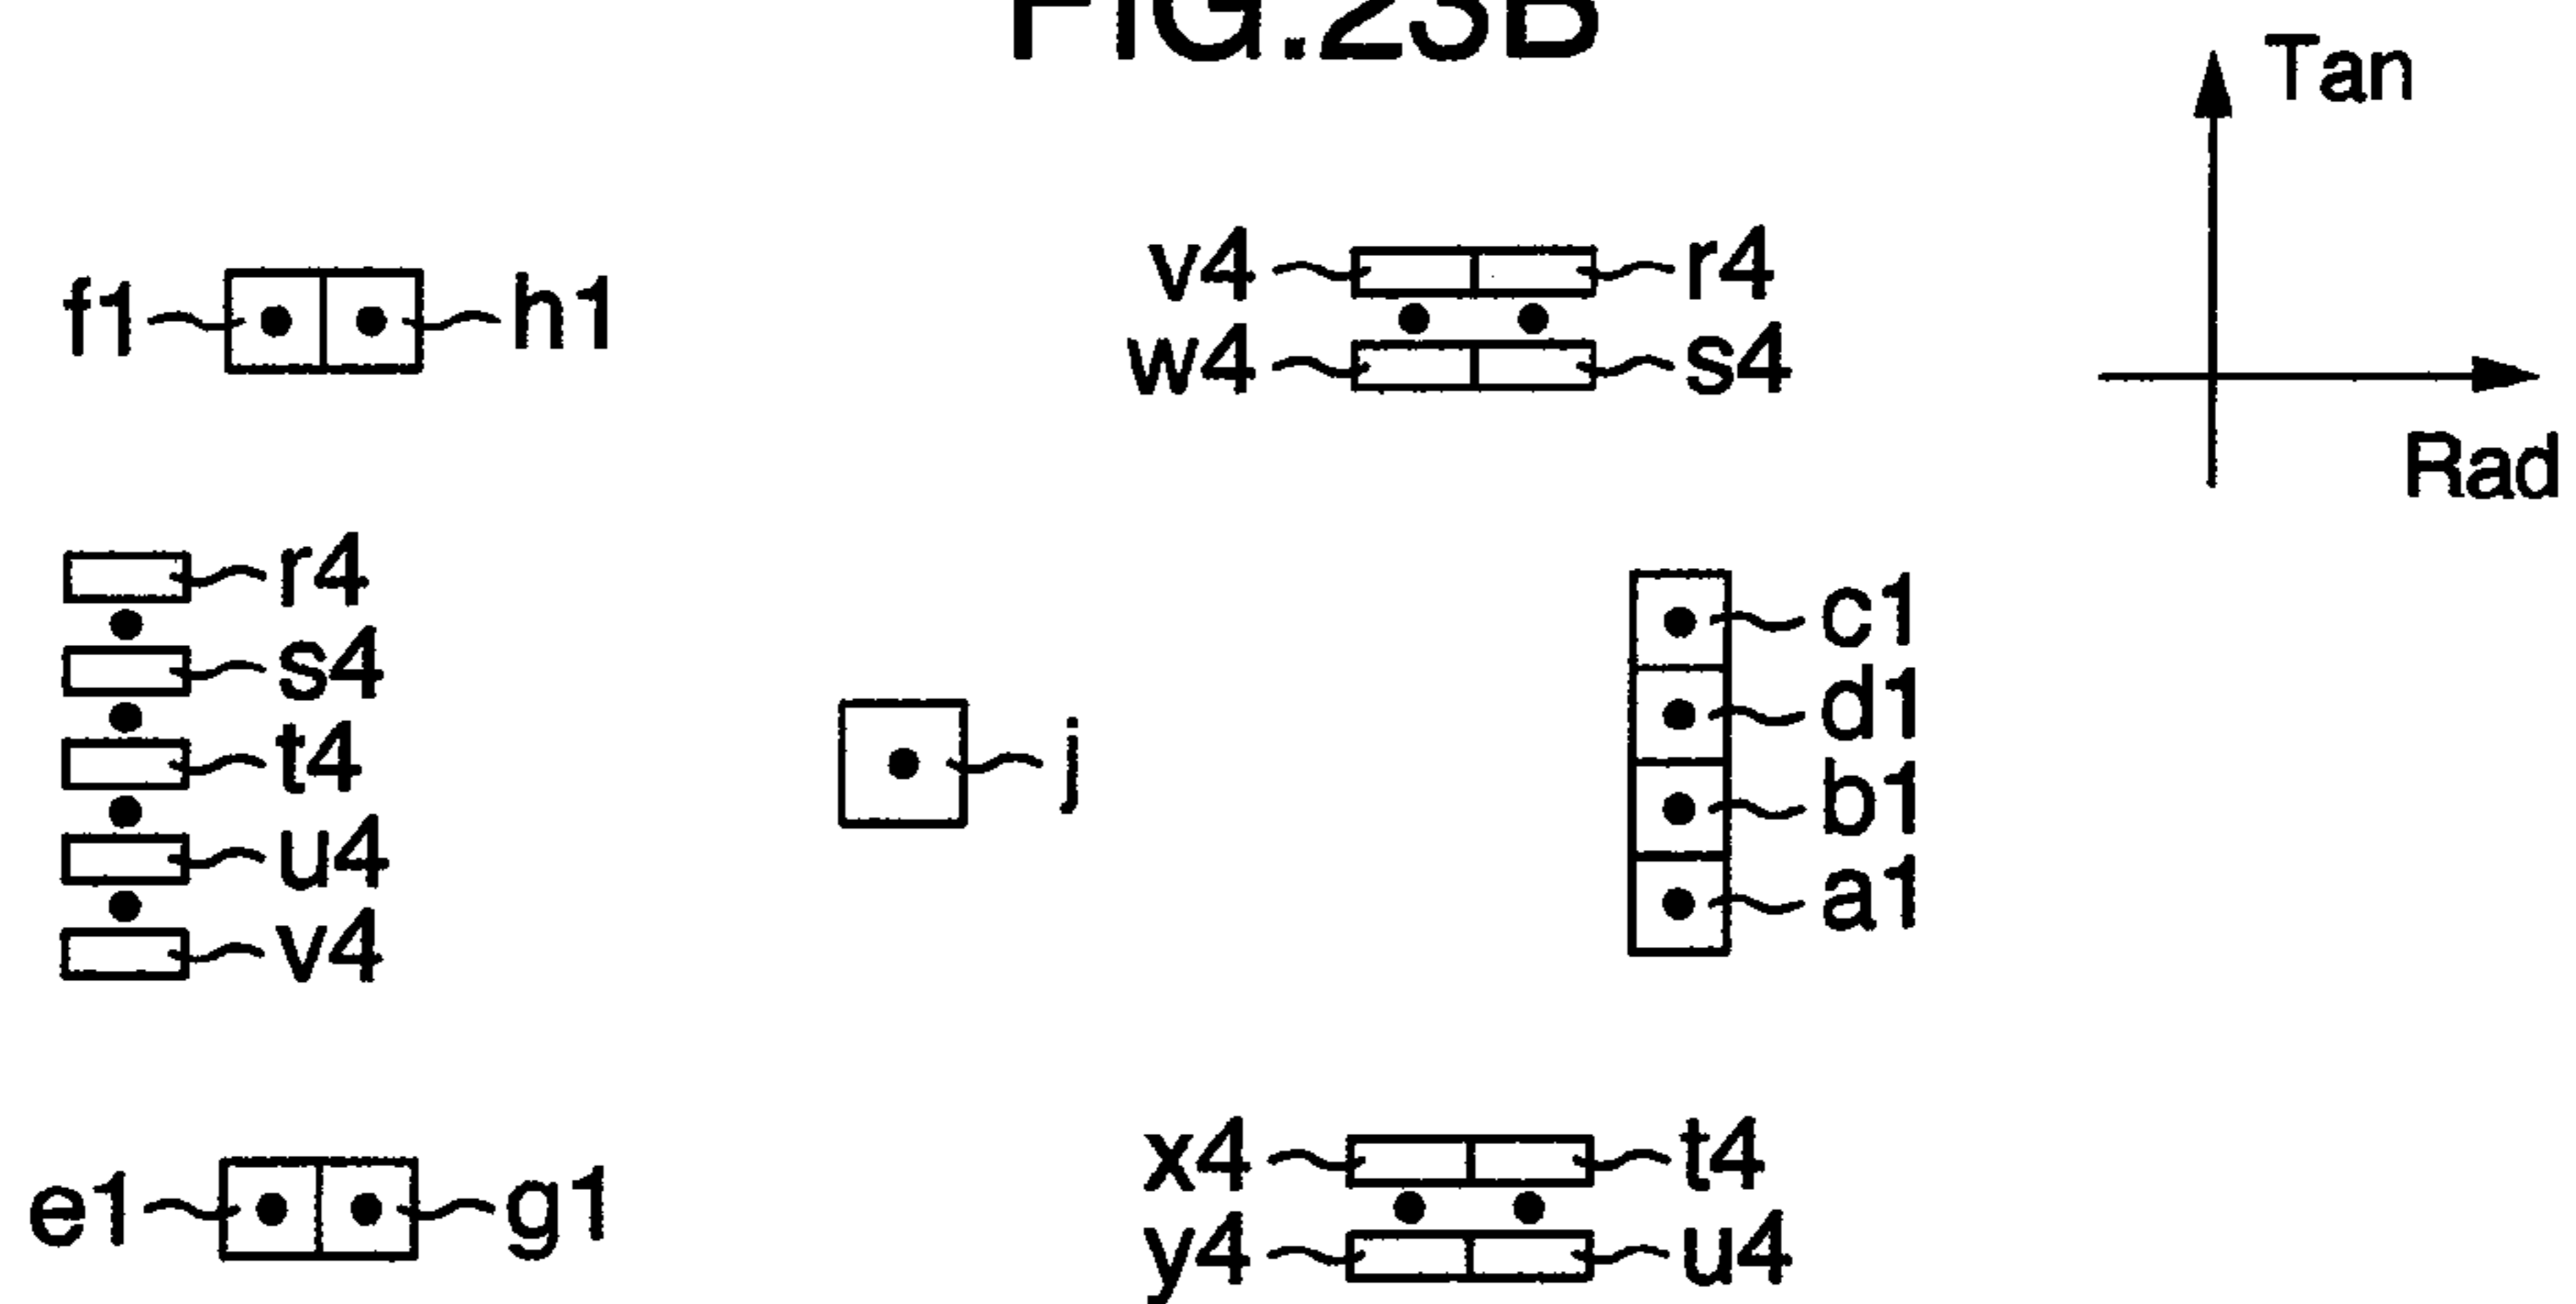 FIG.23B
Tan
Rad
f1 h1
v4 r4
w4 s4
r4
s4
t4
u4
v4
j
c1
d1
b1
a1
e1 g1
x4 t4
y4 u4